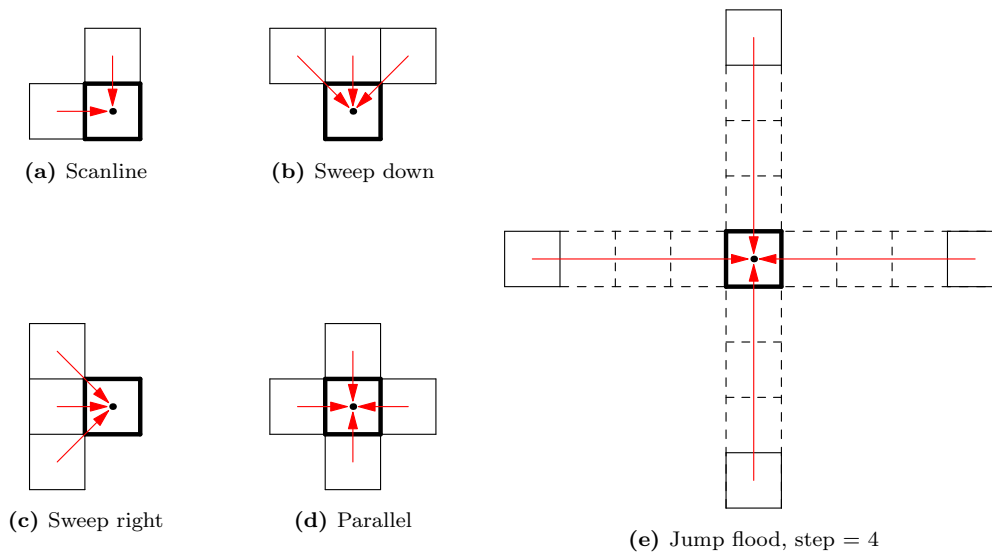 (a) Scanline
(b) Sweep down
(c) Sweep right
(d) Parallel
(e) Jump flood, step = 4